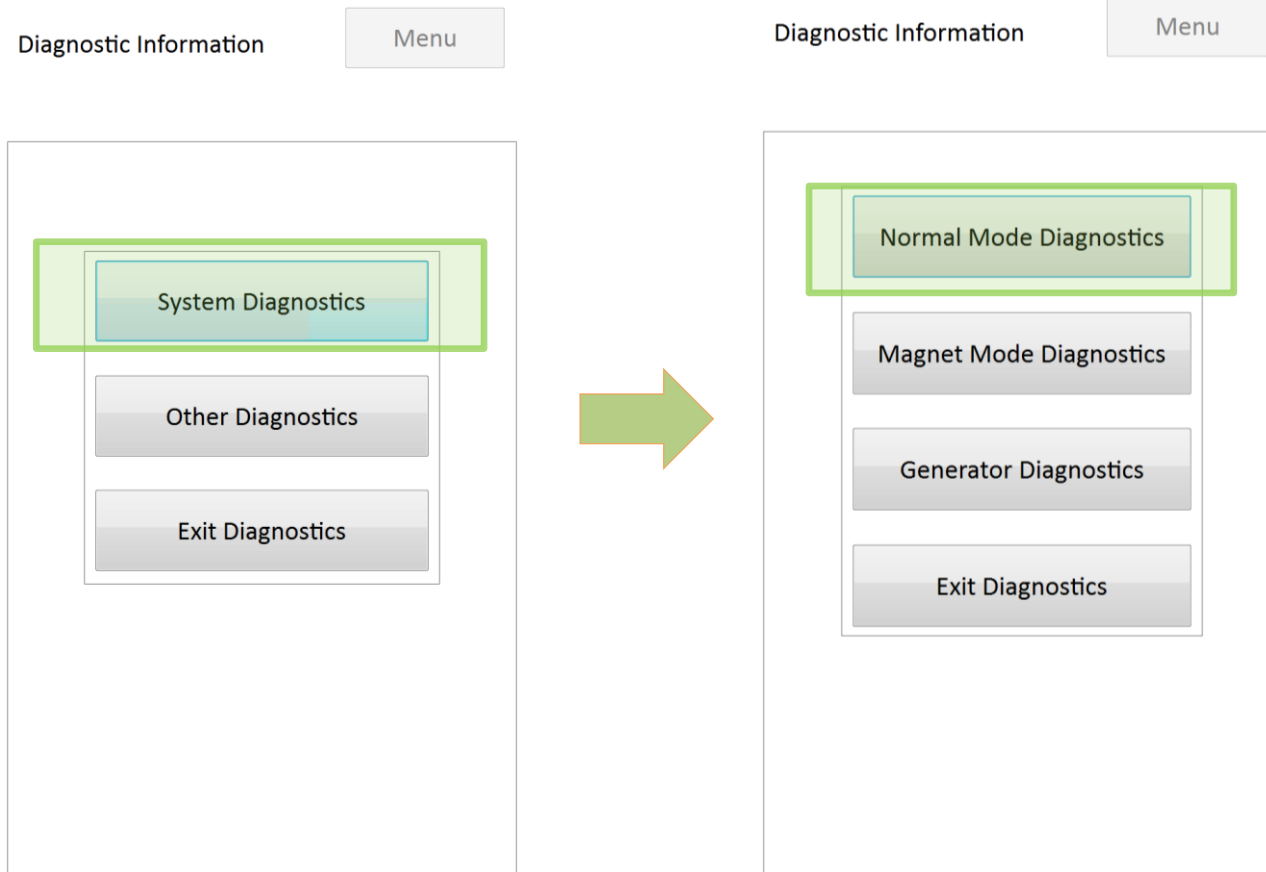 Diagnostic Information
Menu
System Diagnostics
Other Diagnostics
Exit Diagnostics
Diagnostic Information
Menu
Normal Mode Diagnostics
Magnet Mode Diagnostics
Generator Diagnostics
Exit Diagnostics